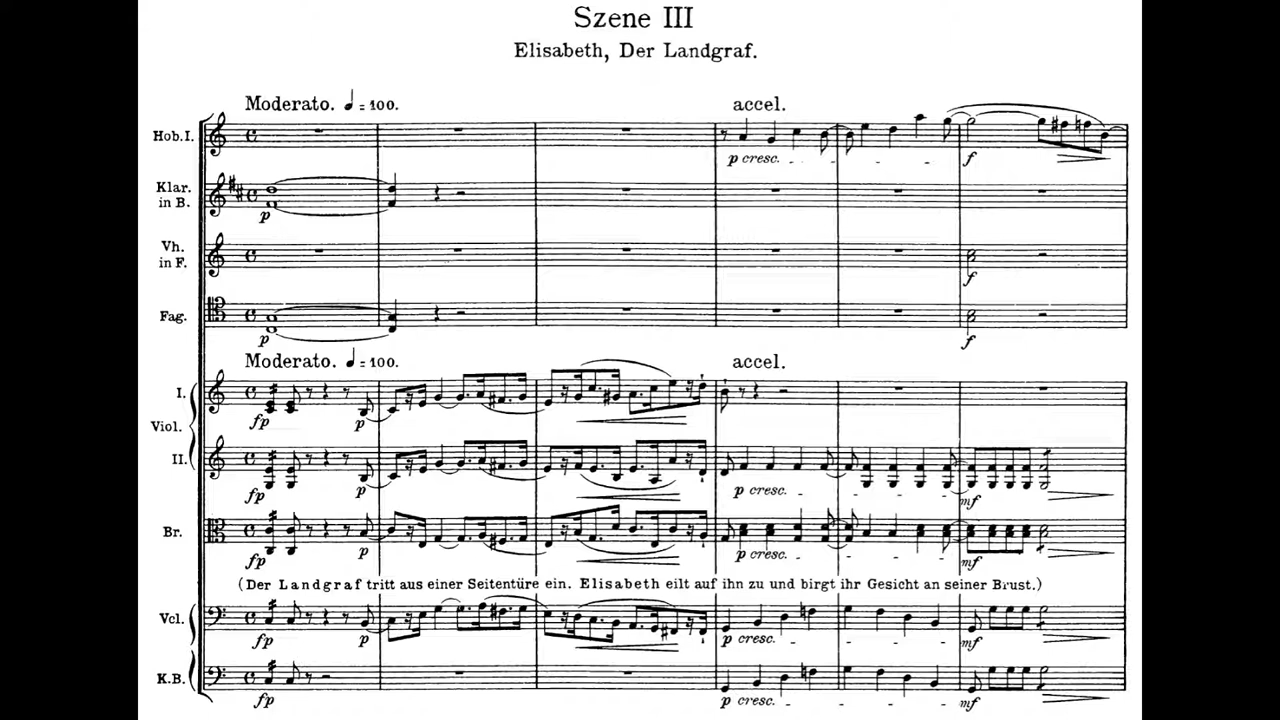 Szene III
Elisabeth, Der Landgraf.
Moderato. ♩ = 100. accel.
Hob. I.
p cresc. f
Klar.
in B.
p
Vh.
in F.
f
Fag.
p f
Moderato. ♩ = 100. accel.
I.
fp p
Viol.
II.
fp p p cresc. mf
Br.
fp p p cresc. mf
(Der Landgraf tritt aus einer Seitentüre ein. Elisabeth eilt auf ihn zu und birgt ihr Gesicht an seiner Brust.)
Vcl.
fp p p cresc. mf
K.B.
fp p cresc. mf